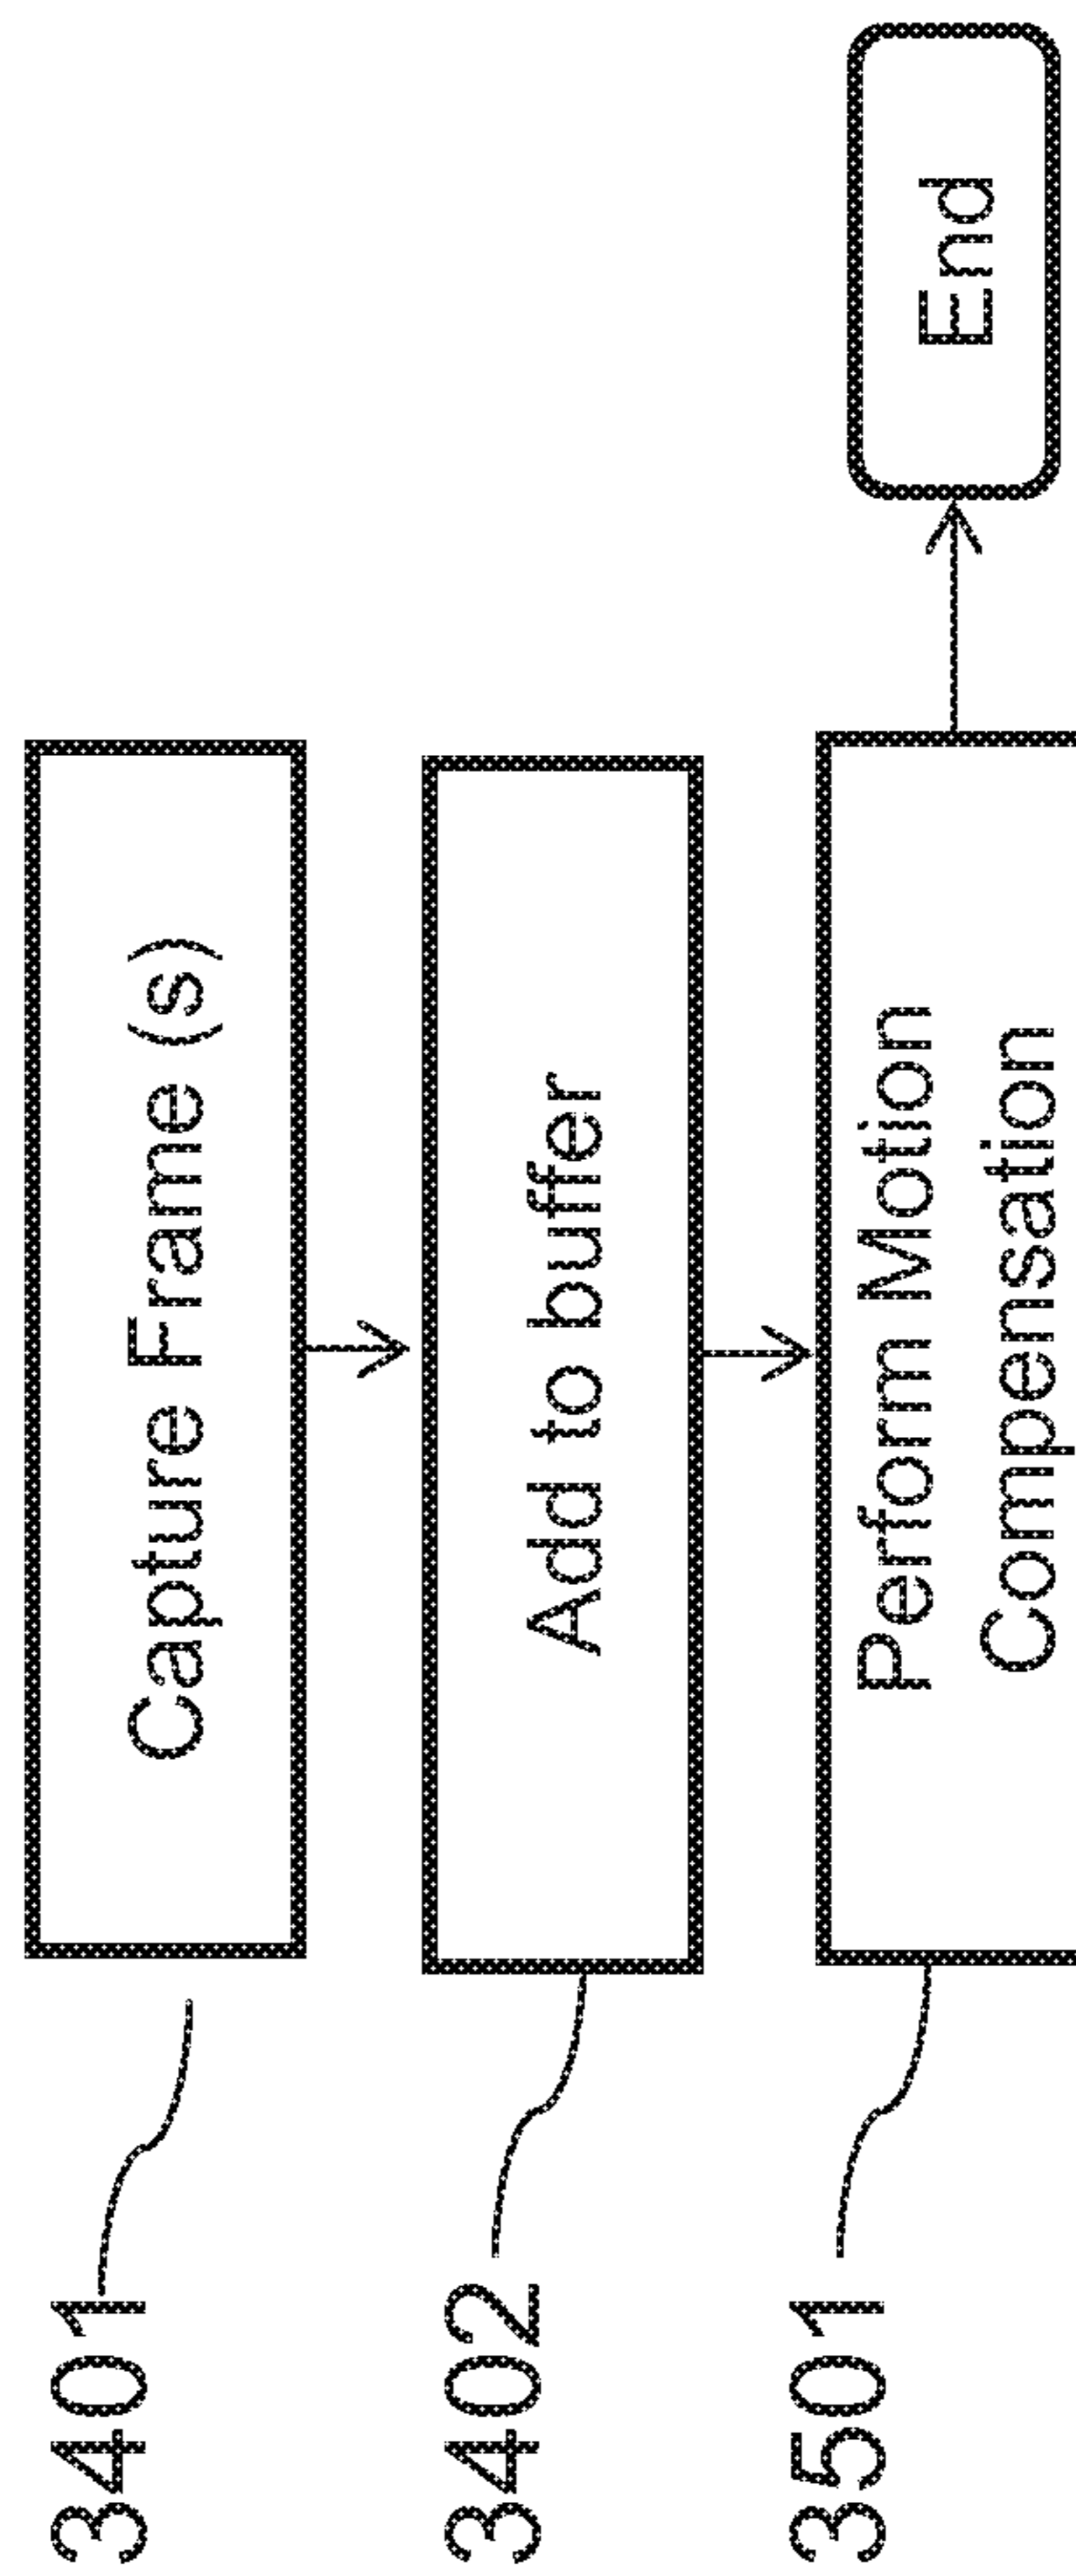 3401
Capture Frame (s)
3402
Add to buffer
3501
Perform Motion
Compensation
End